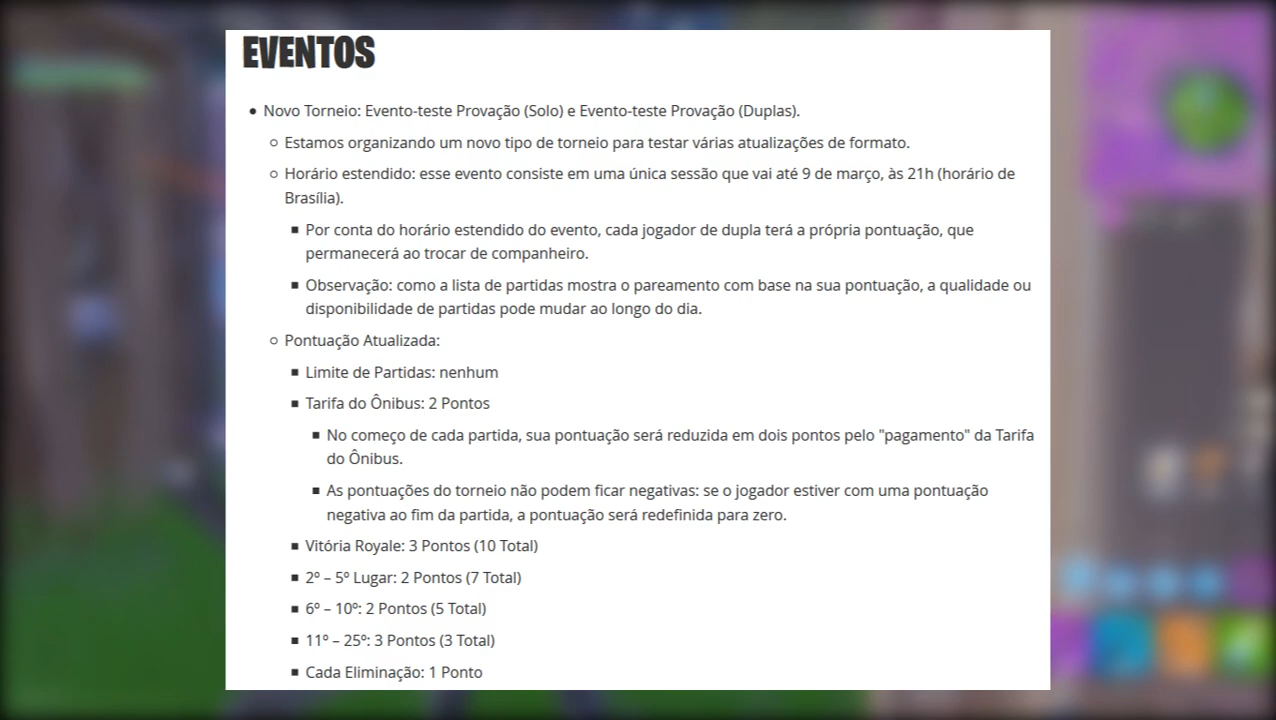 EVENTOS
● Novo Torneio: Evento-teste Provação (Solo) e Evento-teste Provação (Duplas).
○ Estamos organizando um novo tipo de torneio para testar várias atualizações de formato.
○ Horário estendido: esse evento consiste em uma única sessão que vai até 9 de março, às 21h (horário de
Brasília).
■ Por conta do horário estendido do evento, cada jogador de dupla terá a própria pontuação, que
permanecerá ao trocar de companheiro.
■ Observação: como a lista de partidas mostra o pareamento com base na sua pontuação, a qualidade ou
disponibilidade de partidas pode mudar ao longo do dia.
○ Pontuação Atualizada:
■ Limite de Partidas: nenhum
■ Tarifa do Ônibus: 2 Pontos
■ No começo de cada partida, sua pontuação será reduzida em dois pontos pelo "pagamento" da Tarifa
do Ônibus.
■ As pontuações do torneio não podem ficar negativas: se o jogador estiver com uma pontuação
negativa ao fim da partida, a pontuação será redefinida para zero.
■ Vitória Royale: 3 Pontos (10 Total)
■ 2º – 5º Lugar: 2 Pontos (7 Total)
■ 6º – 10º: 2 Pontos (5 Total)
■ 11º – 25º: 3 Pontos (3 Total)
■ Cada Eliminação: 1 Ponto